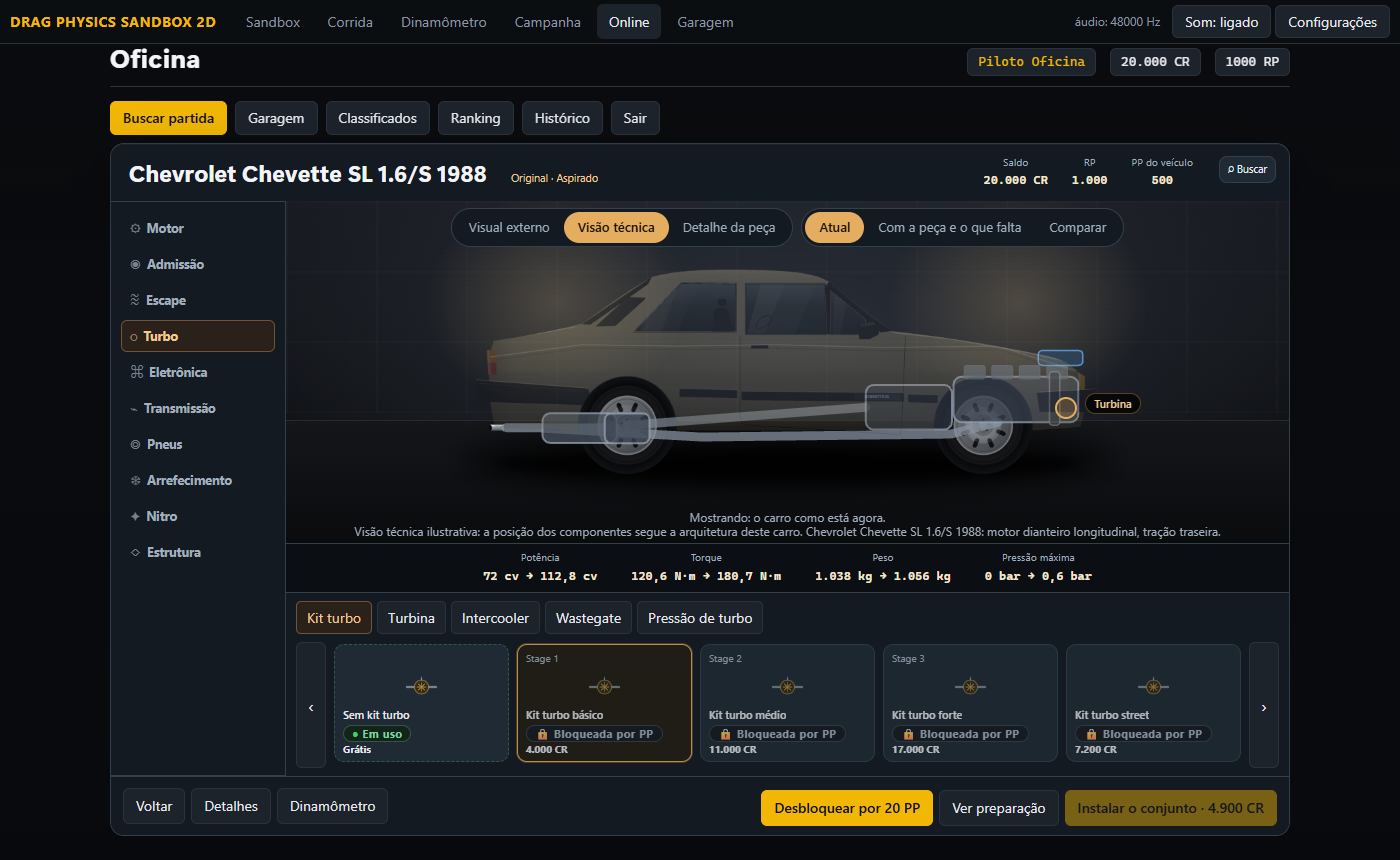 DRAG PHYSICS SANDBOX 2D Sandbox Corrida Dinamômetro Campanha Online Garagem áudio: 48000 Hz Som: ligado Configurações
Oficina Piloto Oficina 20.000 CR 1000 RP
Buscar partida Garagem Classificados Ranking Histórico Sair
Chevrolet Chevette SL 1.6/S 1988 Original · Aspirado
Saldo RP PP do veículo
20.000 CR 1.000 500
Buscar
Motor
Admissão
Escape
Turbo
Eletrônica
Transmissão
Pneus
Arrefecimento
Nitro
Estrutura
Visual externo Visão técnica Detalhe da peça Atual Com a peça e o que falta Comparar
Turbina
Mostrando: o carro como está agora.
Visão técnica ilustrativa: a posição dos componentes segue a arquitetura deste carro. Chevrolet Chevette SL 1.6/S 1988: motor dianteiro longitudinal, tração traseira.
Potência Torque Peso Pressão máxima
72 cv → 112,8 cv 120,6 N·m → 180,7 N·m 1.038 kg → 1.056 kg 0 bar → 0,6 bar
Kit turbo Turbina Intercooler Wastegate Pressão de turbo
‹
Sem kit turbo
Em uso
Grátis
Stage 1
Kit turbo básico
Bloqueada por PP
4.000 CR
Stage 2
Kit turbo médio
Bloqueada por PP
11.000 CR
Stage 3
Kit turbo forte
Bloqueada por PP
17.000 CR
Kit turbo street
Bloqueada por PP
7.200 CR
›
Voltar Detalhes Dinamômetro Desbloquear por 20 PP Ver preparação Instalar o conjunto · 4.900 CR